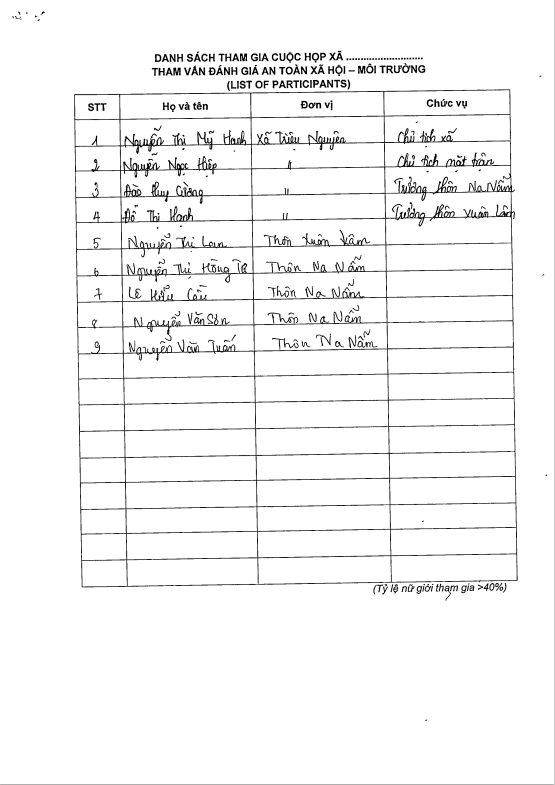 DANH SÁCH THAM GIA CUỘC HỌP XÃ ..........................
THAM VẤN ĐÁNH GIÁ AN TOÀN XÃ HỘI – MÔI TRƯỜNG
(LIST OF PARTICIPANTS)
STT Họ và tên Đơn vị Chức vụ
1 Nguyễn Thị Mỹ Hạnh Xã Triệu Nguyên Chủ tịch xã
2 Nguyễn Ngọc Hiệp " Chủ tịch mặt trận
3 Đào Huy Cường " Trưởng thôn Na Nẫm
4 Đỗ Thị Hạnh " Trưởng thôn Xuân Lâm
5 Nguyễn Thị Loan Thôn Xuân Lâm
6 Nguyễn Thị Hồng Thôn Na Nẫm
7 Lê Hữu Thôn Na Nẫm
8 Nguyễn Văn Sơn Thôn Na Nẫm
9 Nguyễn Văn Tuấn Thôn Na Nẫm
(Tỷ lệ nữ giới tham gia >40%)